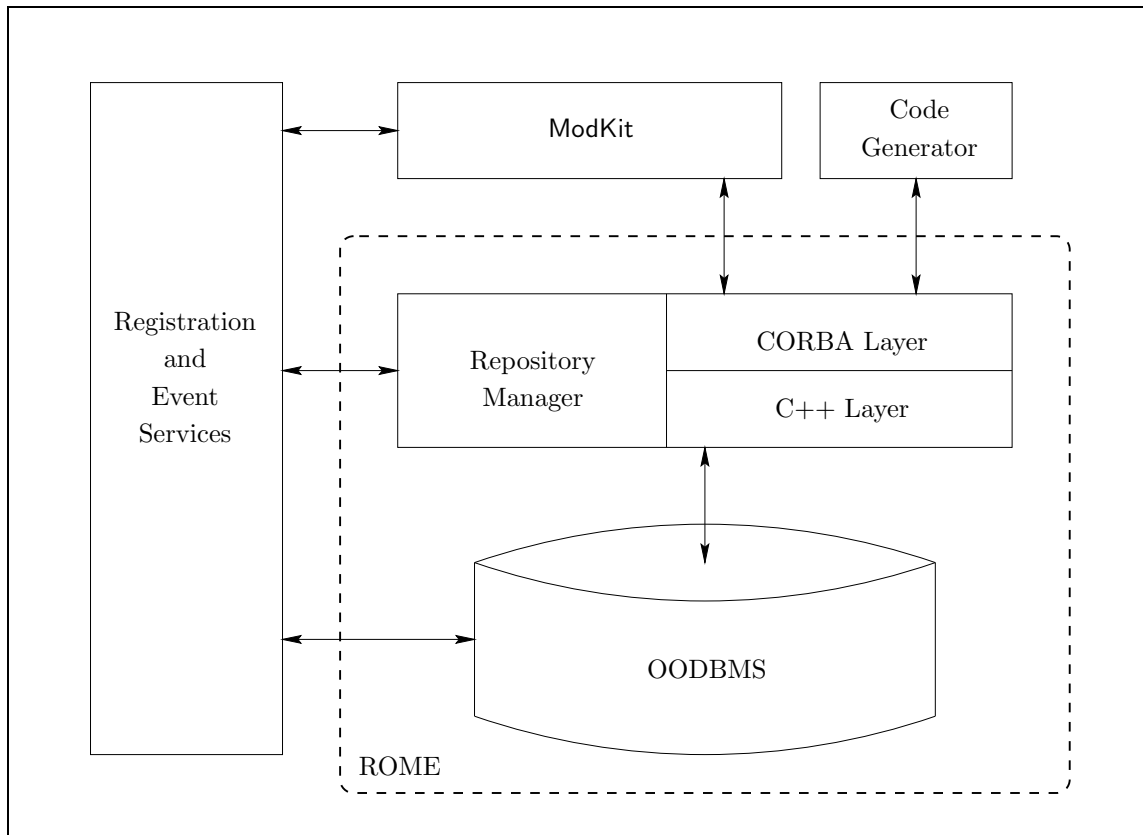 ModKit
Code
Generator
Registration
and
Event
Services
Repository
Manager
CORBA Layer
C++ Layer
OODBMS
ROME